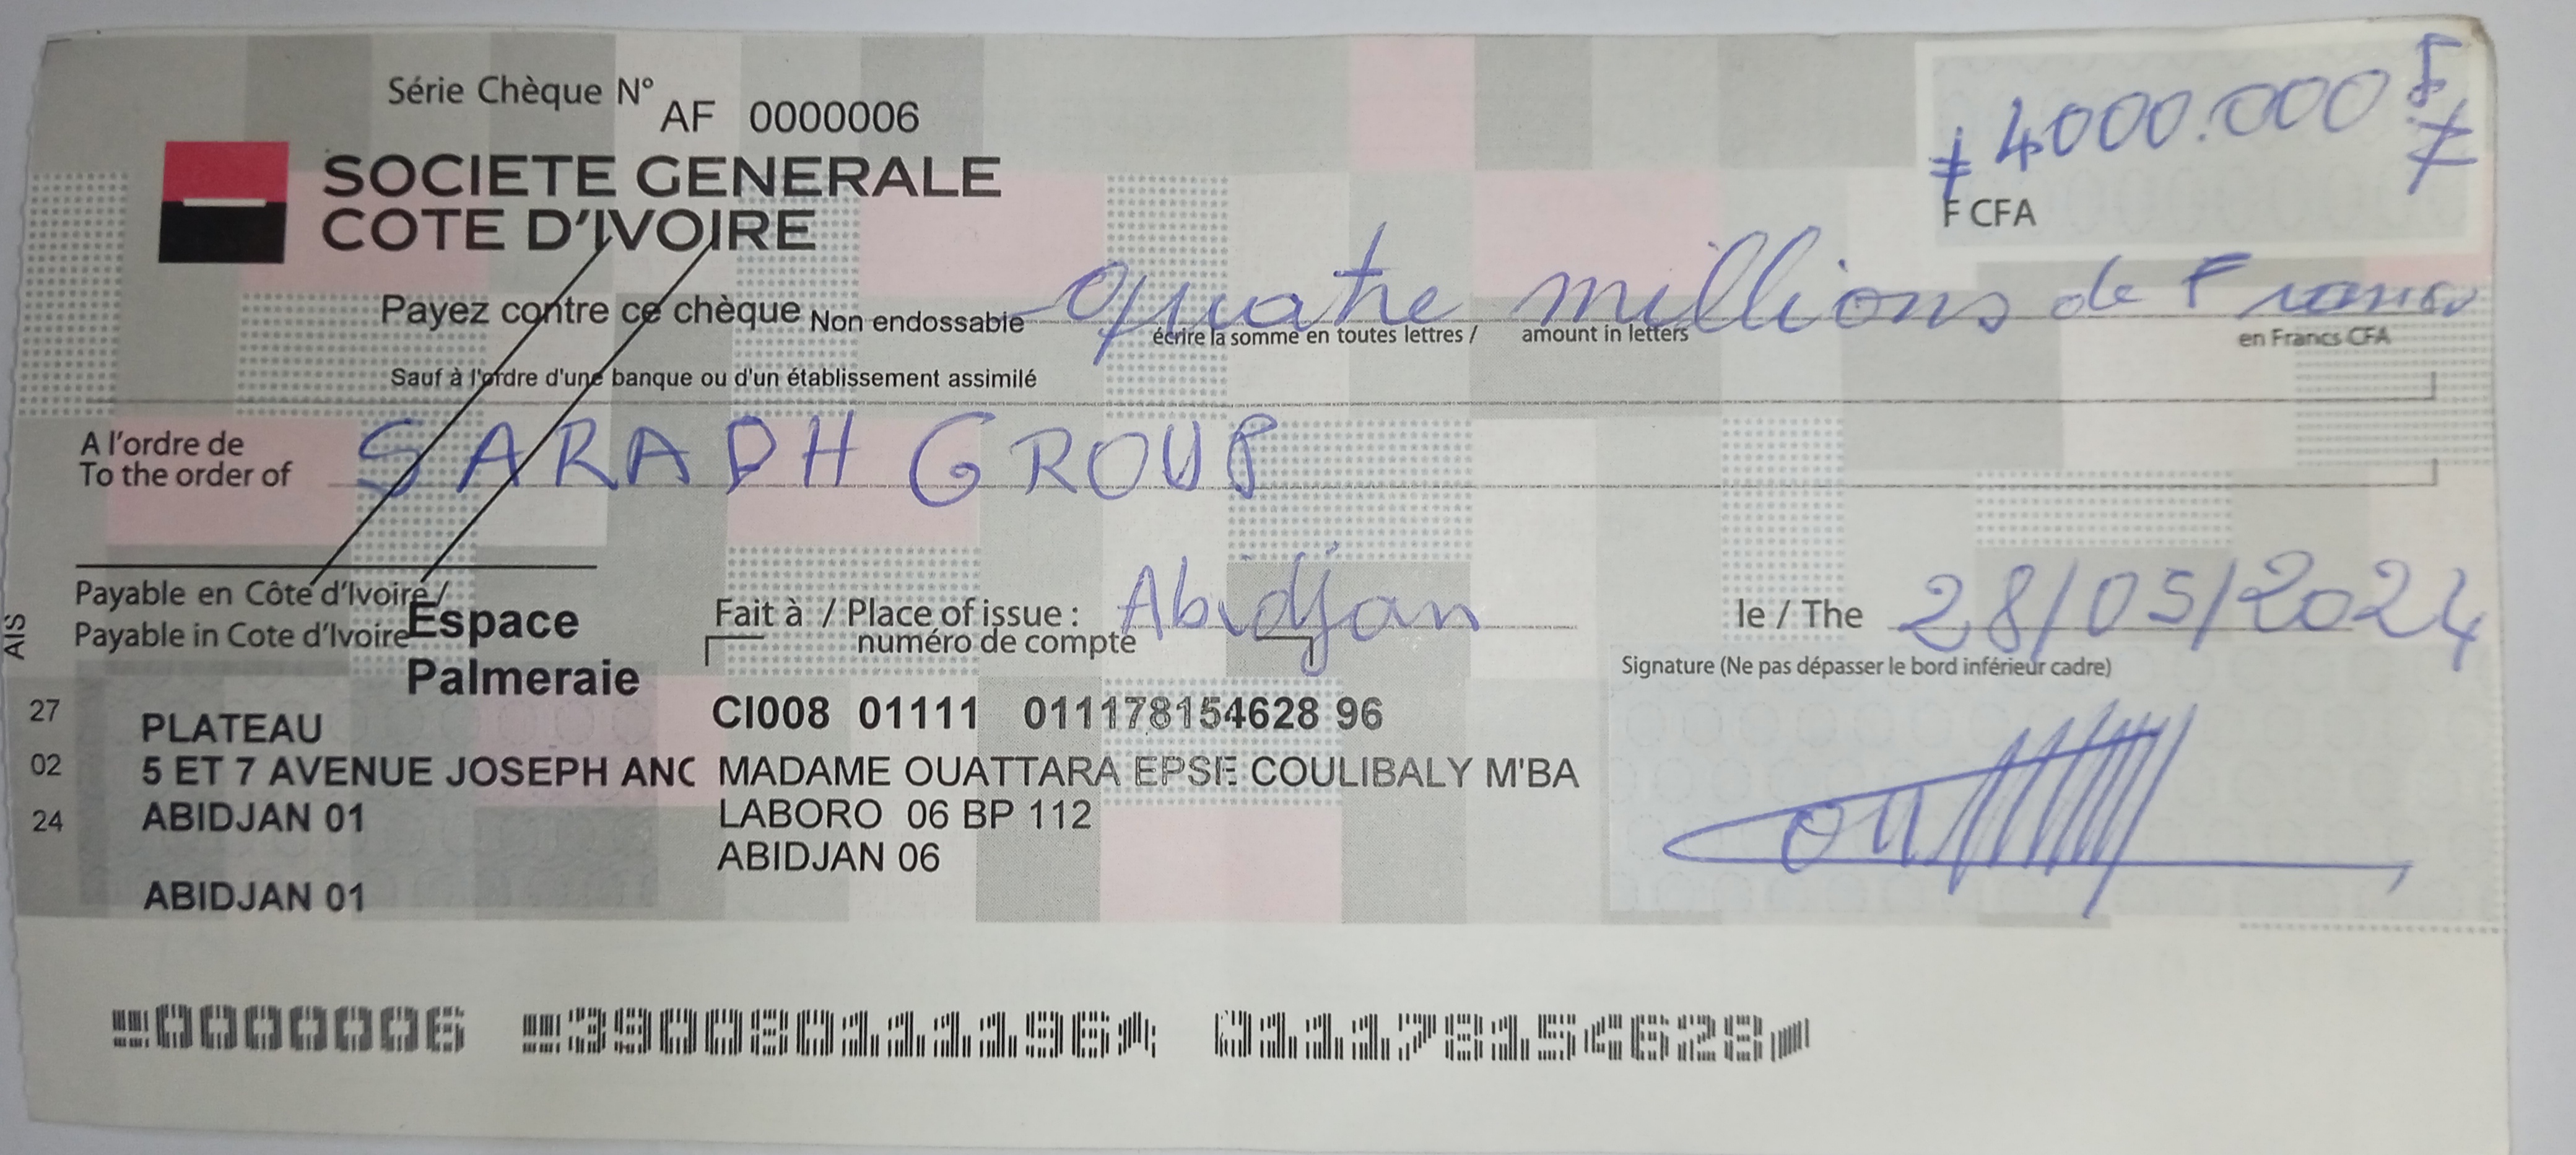 Série Chèque N° AF 0000006
SOCIETE GENERALE
COTE D'IVOIRE
≠ 4000.000 F ≠
F CFA
Payez contre ce chèque Non endossable quatre millions de Francs
écrire la somme en toutes lettres / amount in letters
en Francs CFA
Sauf à l'ordre d'une banque ou d'un établissement assimilé
A l'ordre de
To the order of
SARAPH GROUP
Payable en Côte d'Ivoire /
Payable in Cote d'Ivoire
Espace
Palmeraie
Fait à / Place of issue : Abidjan
le / The 28/05/2024
numéro de compte
Signature (Ne pas dépasser le bord inférieur cadre)
AIS
27
02
24
PLATEAU
5 ET 7 AVENUE JOSEPH ANC
ABIDJAN 01
ABIDJAN 01
CI008 01111 011178154628 96
MADAME OUATTARA EPSE COULIBALY M'BA
LABORO 06 BP 112
ABIDJAN 06
0000006 390080111196 011178154628